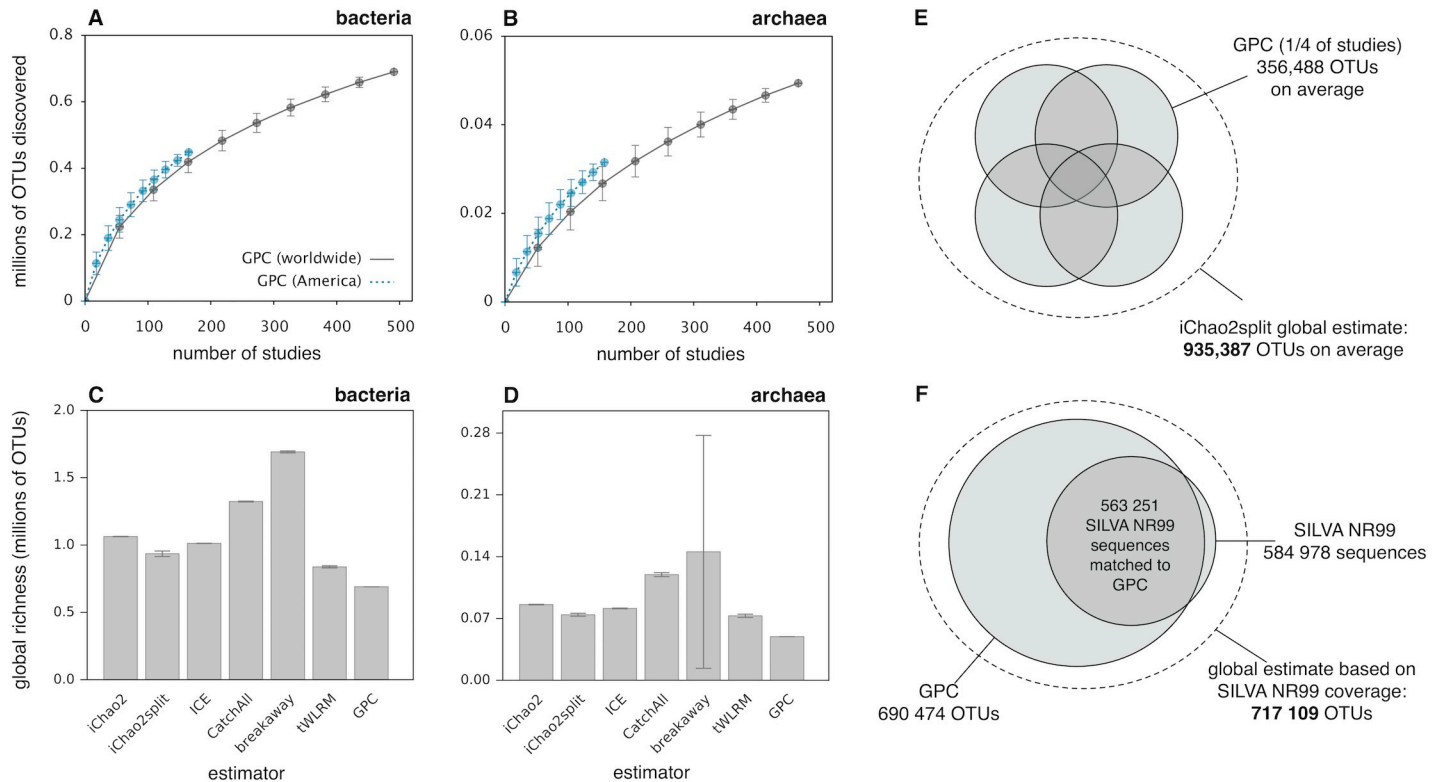 A
bacteria
millions of OTUs discovered
0.8
0.6
0.4
0.2
0
GPC (worldwide)
GPC (America)
0
100
200
300
400
500
number of studies
B
archaea
0.06
0.04
0.02
0
0
100
200
300
400
500
number of studies
E
GPC (1/4 of studies)
356,488 OTUs
on average
iChao2split global estimate:
935,387 OTUs on average
C
bacteria
global richness (millions of OTUs)
2.0
1.5
1.0
0.5
0.0
iChao2
iChao2split
ICE
CatchAll
breakaway
tWLRM
GPC
estimator
D
archaea
0.28
0.21
0.14
0.07
0.00
iChao2
iChao2split
ICE
CatchAll
breakaway
tWLRM
GPC
estimator
F
563 251
SILVA NR99
sequences
matched to
GPC
SILVA NR99
584 978 sequences
GPC
690 474 OTUs
global estimate based on
SILVA NR99 coverage:
717 109 OTUs